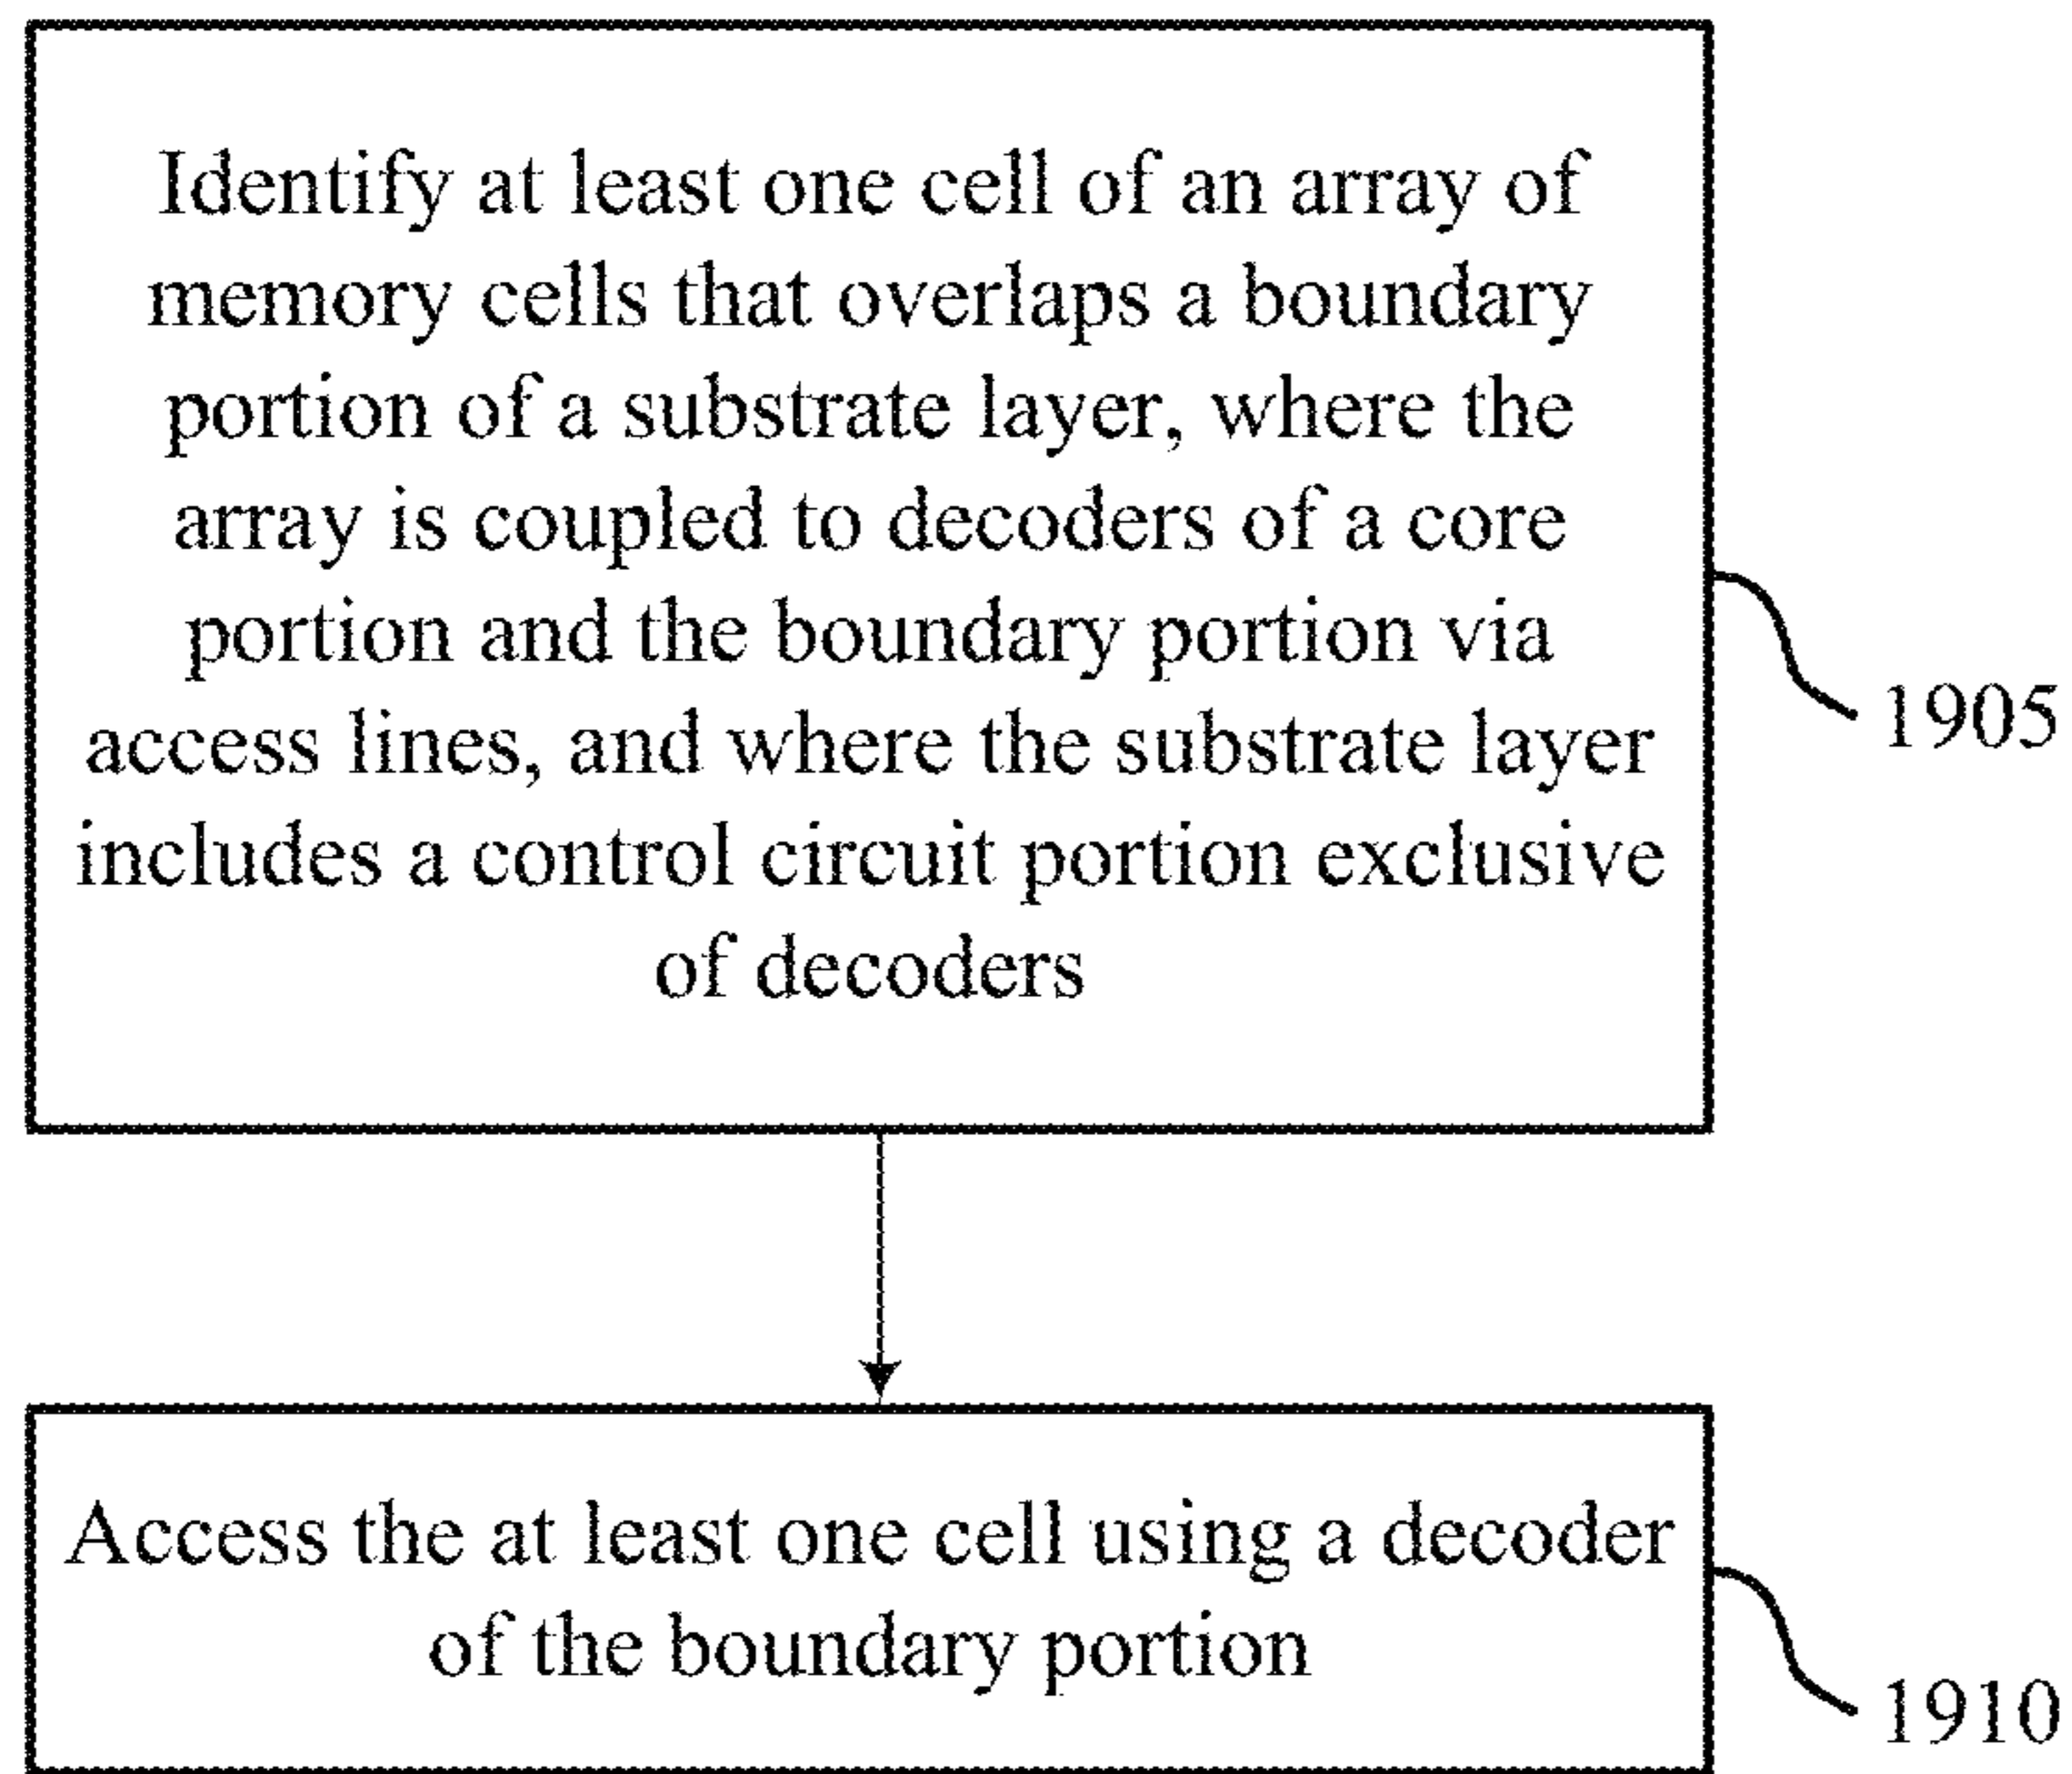 Identify at least one cell of an array of
memory cells that overlaps a boundary
portion of a substrate layer, where the
array is coupled to decoders of a core
portion and the boundary portion via
access lines, and where the substrate layer
includes a control circuit portion exclusive
of decoders
1905
Access the at least one cell using a decoder
of the boundary portion
1910